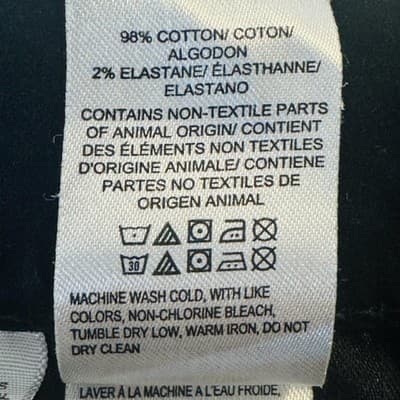 98% COTTON/ COTON/
ALGODON
2% ELASTANE/ ÉLASTHANNE/
ELASTANO
CONTAINS NON-TEXTILE PARTS
OF ANIMAL ORIGIN/ CONTIENT
DES ÉLÉMENTS NON TEXTILES
D'ORIGINE ANIMALE/ CONTIENE
PARTES NO TEXTILES DE
ORIGEN ANIMAL
30
MACHINE WASH COLD, WITH LIKE
COLORS, NON-CHLORINE BLEACH,
TUMBLE DRY LOW, WARM IRON, DO NOT
DRY CLEAN
LAVER À LA MACHINE A L'EAU FROIDE,